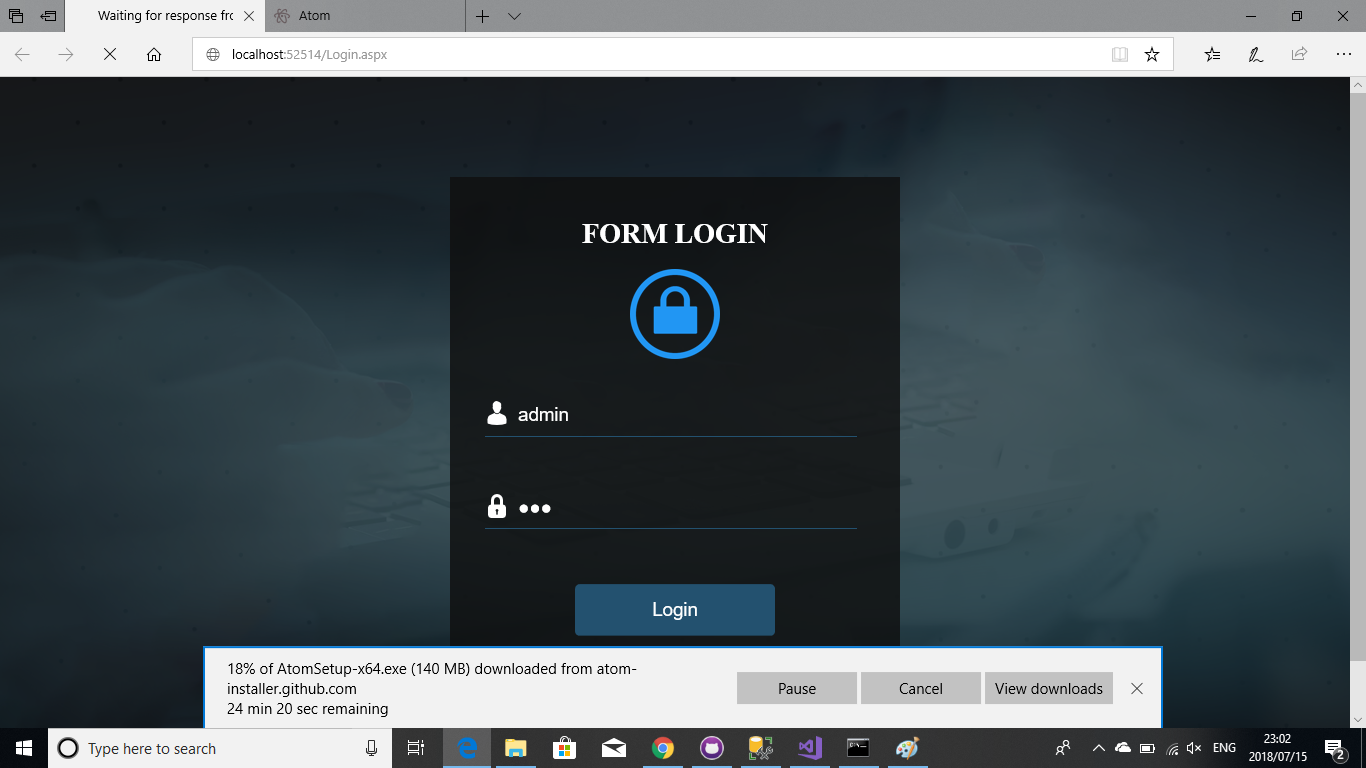 Waiting for response fro
Atom
localhost:52514/Login.aspx
FORM LOGIN
admin
Login
18% of AtomSetup-x64.exe (140 MB) downloaded from atom-
installer.github.com
24 min 20 sec remaining
Pause
Cancel
View downloads
Type here to search
ENG
23:02
2018/07/15
2